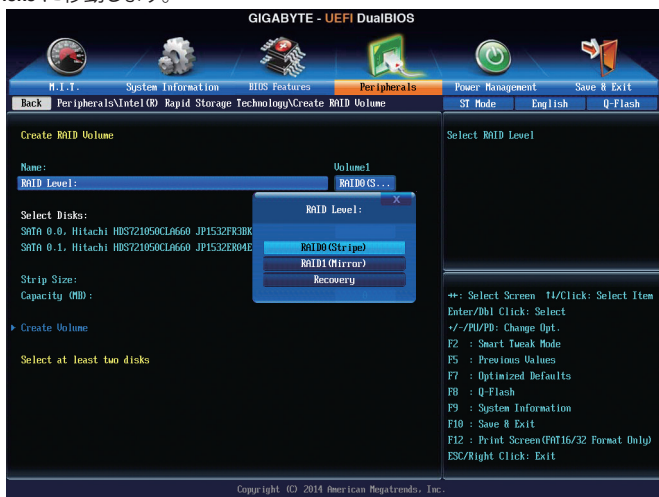 に移動します。
GIGABYTE - UEFI DualBIOS
M.I.T. System Information BIOS Features Peripherals Power Management Save & Exit
Back Peripherals\Intel(R) Rapid Storage Technology\Create RAID Volume ST Mode English Q-Flash
Create RAID Volume
Name: Volume1
RAID Level: RAID0(S...
Select Disks:
SATA 0.0, Hitachi HDS721050CLA660 JP1532FR3BK
SATA 0.1, Hitachi HDS721050CLA660 JP1532ER04E
Strip Size:
Capacity (MB):
Create Volume
Select at least two disks
X
RAID Level:
RAID0(Stripe)
RAID1(Mirror)
Recovery
Select RAID Level
↔: Select Screen ↑↓/Click: Select Item
Enter/Dbl Click: Select
+/-/PU/PD: Change Opt.
F2 : Smart Tweak Mode
F5 : Previous Values
F7 : Optimized Defaults
F8 : Q-Flash
F9 : System Information
F10 : Save & Exit
F12 : Print Screen(FAT16/32 Format Only)
ESC/Right Click: Exit
Copyright (C) 2014 American Megatrends, Inc.